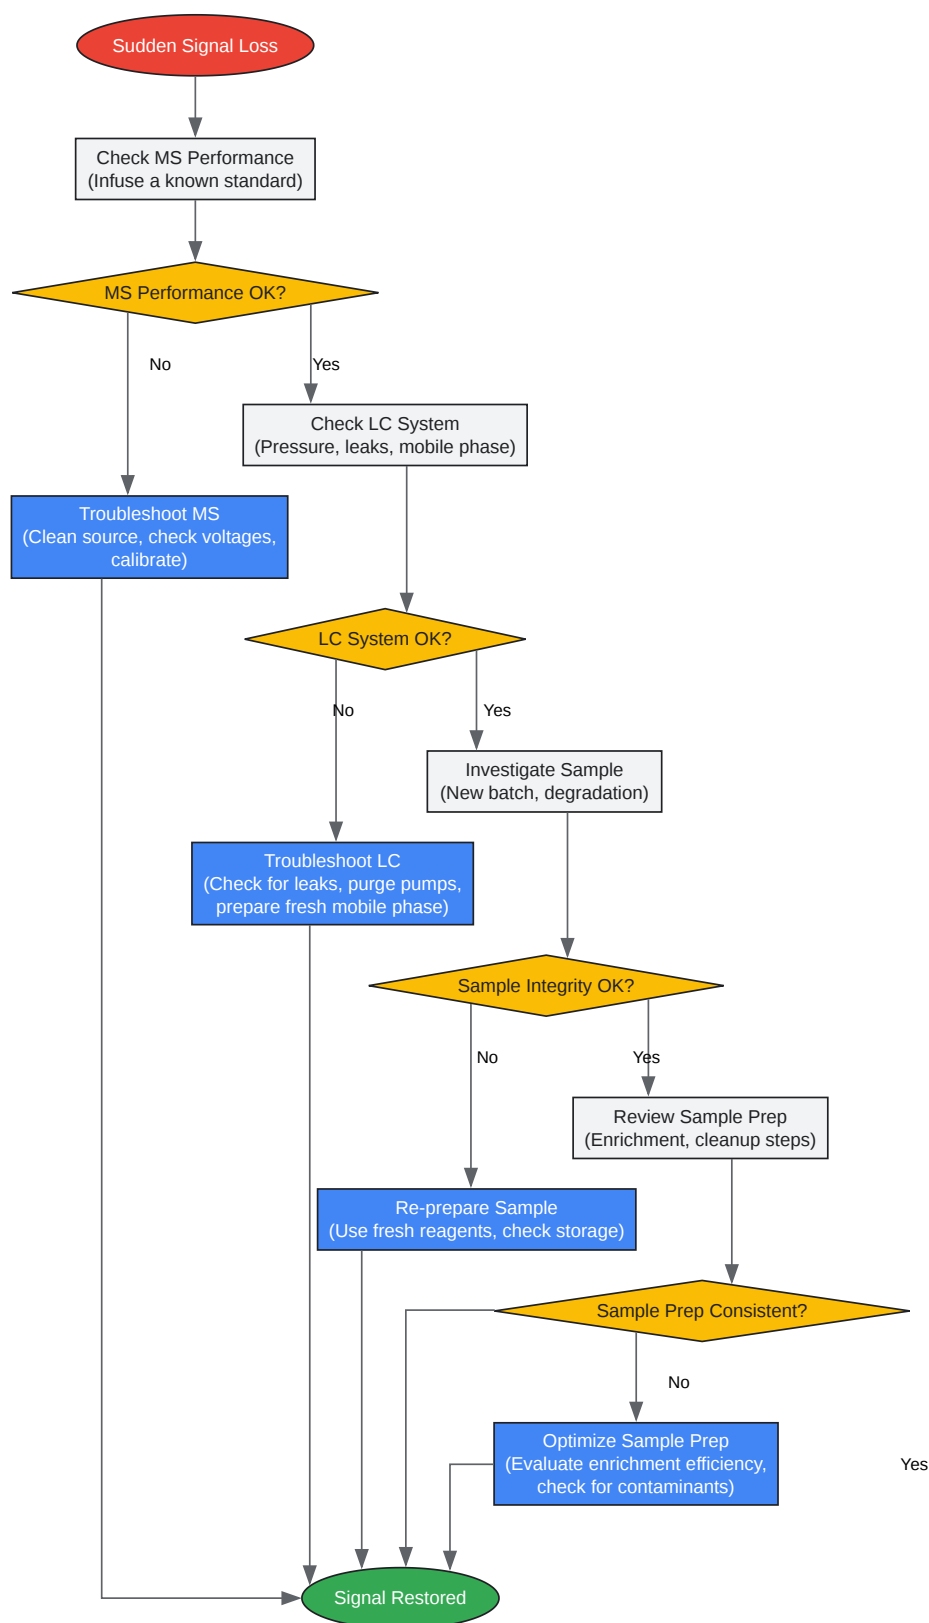 Sudden Signal Loss
Check MS Performance
(Infuse a known standard)
MS Performance OK?
No
Yes
Check LC System
(Pressure, leaks, mobile phase)
Troubleshoot MS
(Clean source, check voltages,
calibrate)
LC System OK?
No
Yes
Investigate Sample
(New batch, degradation)
Troubleshoot LC
(Check for leaks, purge pumps,
prepare fresh mobile phase)
Sample Integrity OK?
No
Yes
Review Sample Prep
(Enrichment, cleanup steps)
Re-prepare Sample
(Use fresh reagents, check storage)
Sample Prep Consistent?
No
Optimize Sample Prep
(Evaluate enrichment efficiency,
check for contaminants)
Yes
Signal Restored